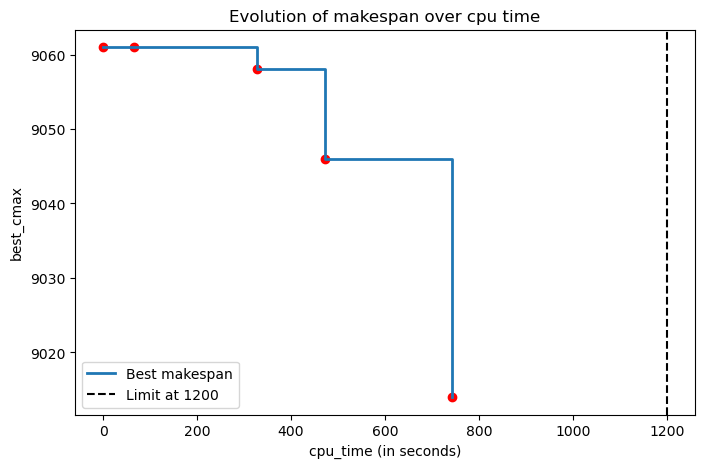 Evolution of makespan over cpu time
best_cmax
9060
9050
9040
9030
9020
Best makespan
Limit at 1200
0
200
400
600
800
1000
1200
cpu_time (in seconds)